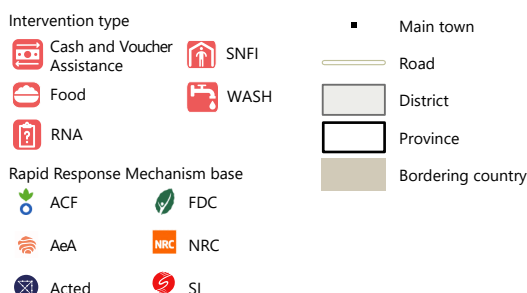 Intervention type
Cash and Voucher
Assistance
SNFI
Food
WASH
RNA
Rapid Response Mechanism base
ACF
FDC
AeA
NRC NRC
Acted
SI
Main town
Road
District
Province
Bordering country